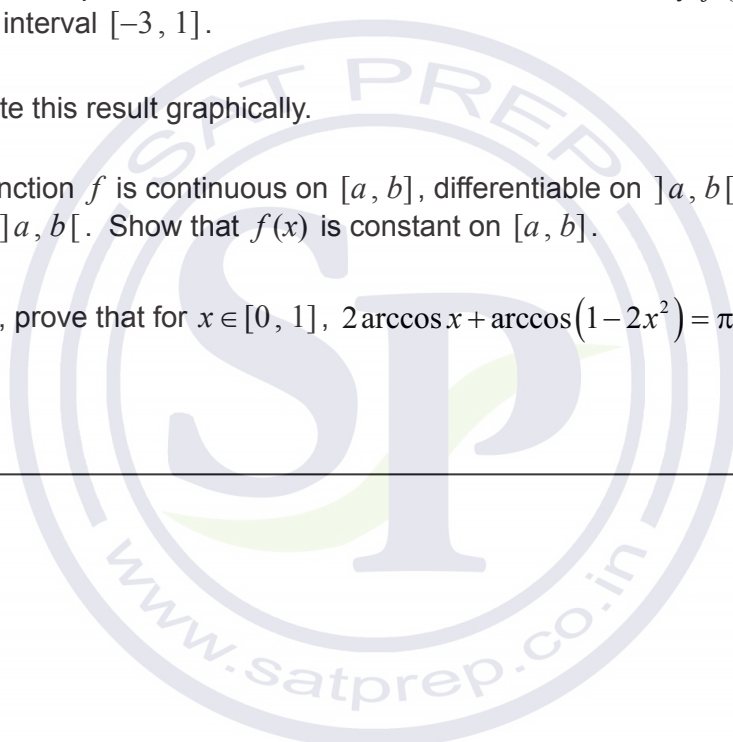 interval [−3, 1].
te this result graphically.
nction f is continuous on [a, b], differentiable on ]a, b[
]a, b[. Show that f(x) is constant on [a, b].
, prove that for x ∈ [0, 1], 2 arccos x + arccos(1 − 2x²) = π
SAT PREP
SP
www.satprep.co.in